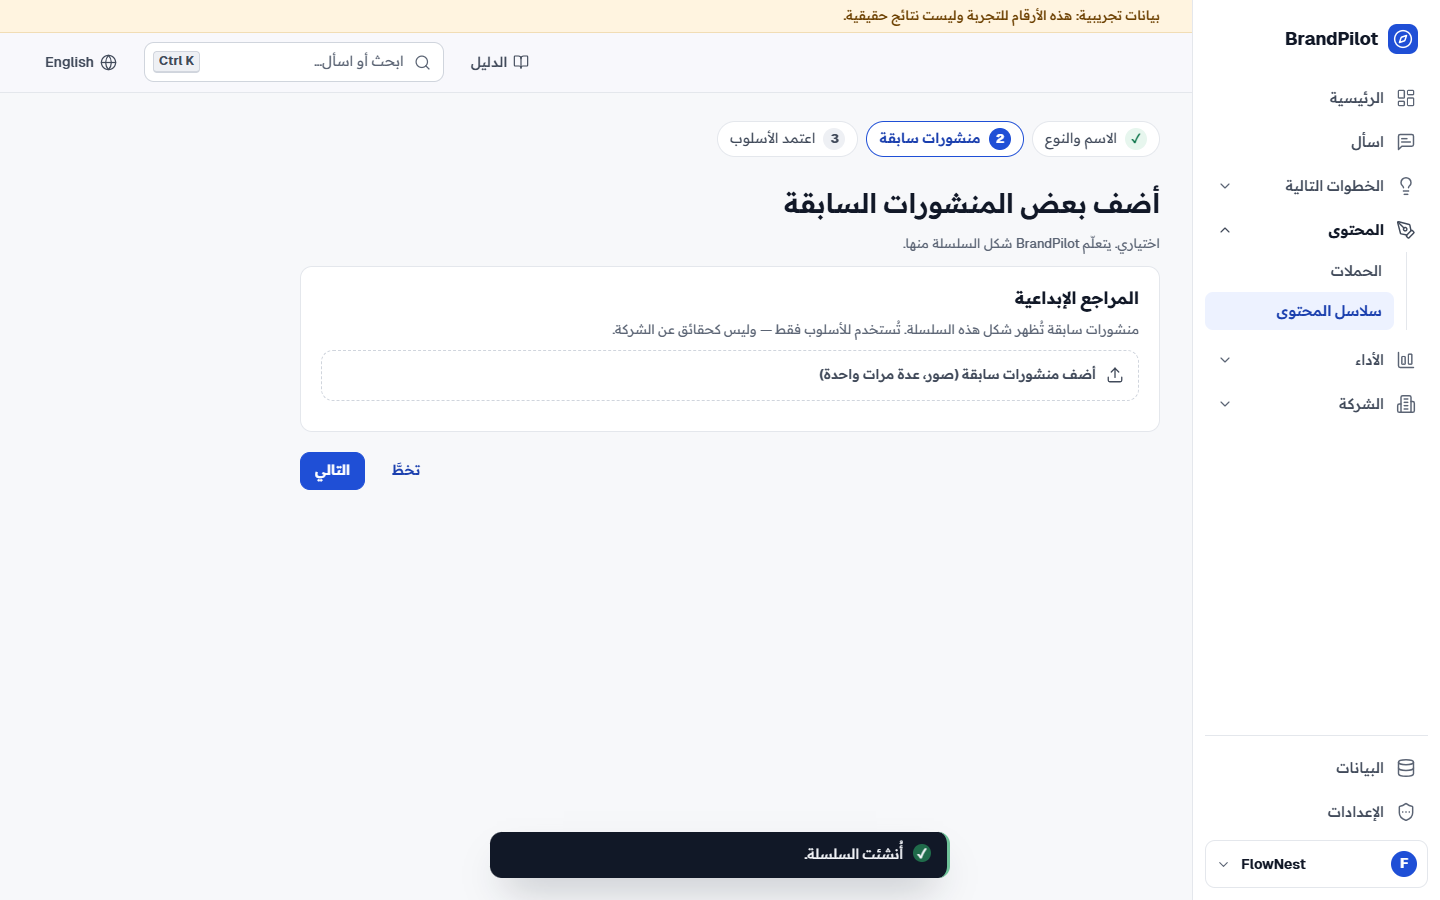 بيانات تجريبية: هذه الأرقام للتجربة وليست نتائج حقيقية.
BrandPilot
الرئيسية
اسأل
الخطوات التالية
المحتوى
الحملات
سلاسل المحتوى
الأداء
الشركة
البيانات
الإعدادات
F FlowNest
الدليل
ابحث أو اسأل...
Ctrl K
English
الاسم والنوع
2 منشورات سابقة
3 اعتمد الأسلوب
أضف بعض المنشورات السابقة
اختياري. يتعلّم BrandPilot شكل السلسلة منها.
المراجع الإبداعية
منشورات سابقة تُظهر شكل هذه السلسلة. تُستخدم للأسلوب فقط — وليس كحقائق عن الشركة.
أضف منشورات سابقة (صور، عدة مرات واحدة)
تخطَّ
التالي
أُنشئت السلسلة.